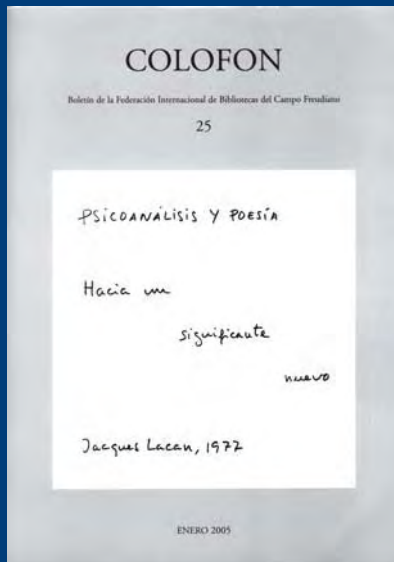 COLOFON
Boletín de la Federación Internacional de Bibliotecas del Campo Freudiano
25
PSICOANÁLISIS Y POESÍA
Hacia un
significante
nuevo
Jacques Lacan, 1977
ENERO 2005